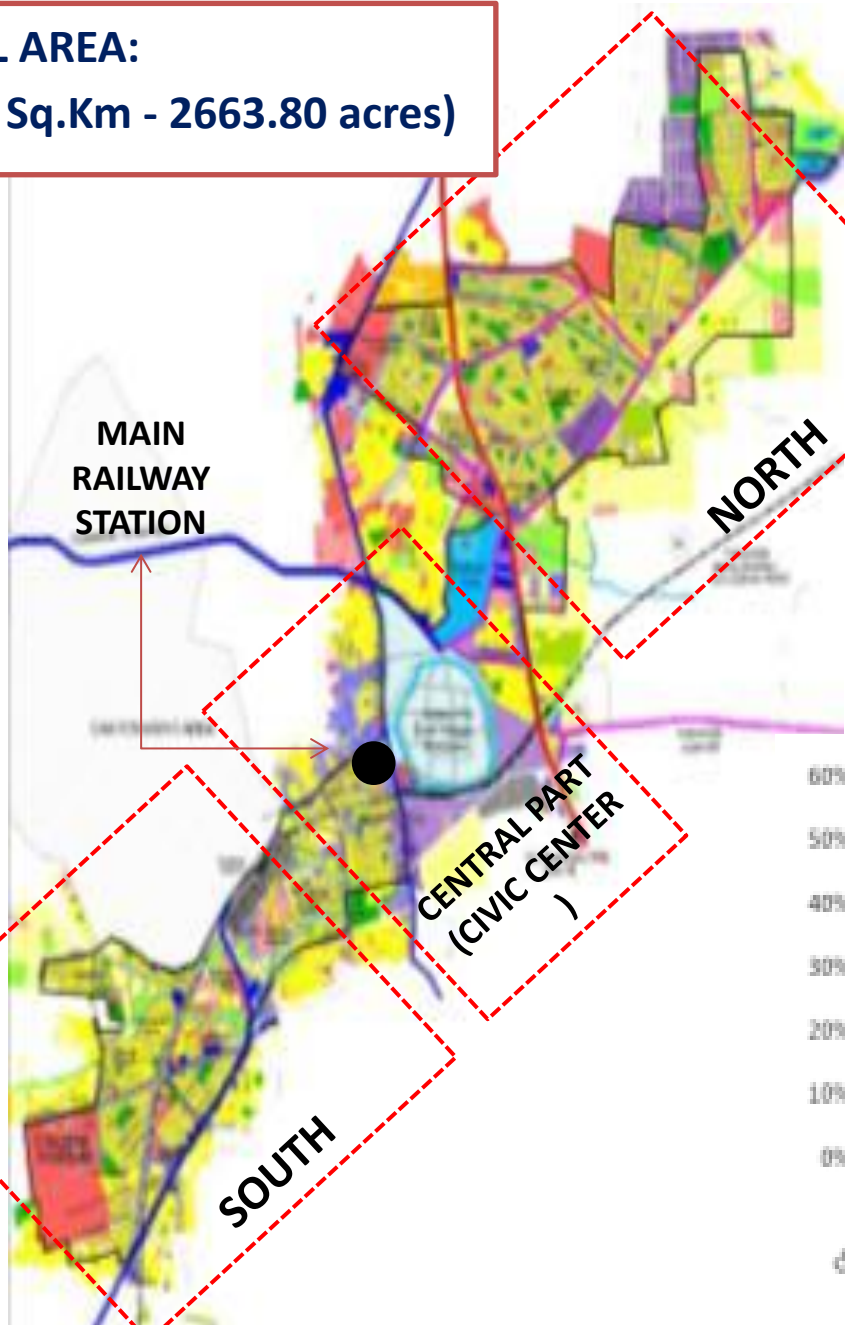 L AREA:
Sq.Km - 2663.80 acres)
MAIN
RAILWAY
STATION
NORTH
CENTRAL PART
(CIVIC CENTER
)
SOUTH
60%
50%
40%
30%
20%
10%
0%